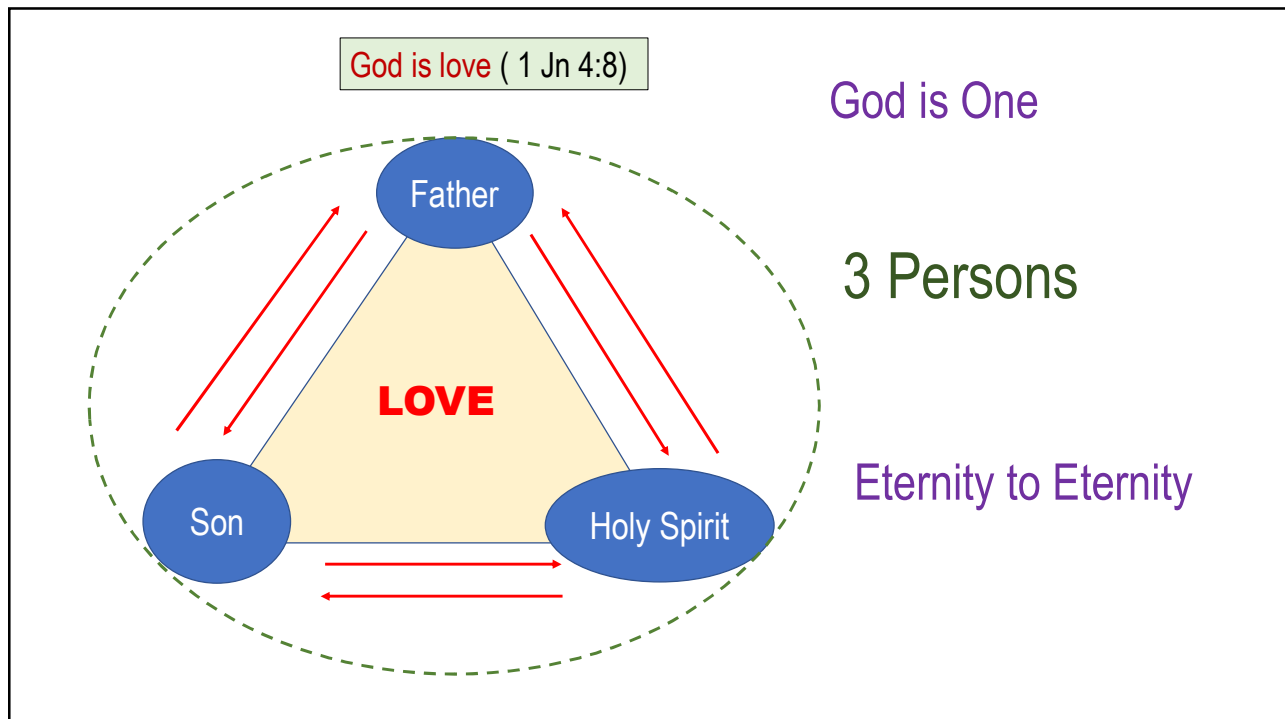 God is love ( 1 Jn 4:8)
God is One
Father
3 Persons
LOVE
Eternity to Eternity
Son
Holy Spirit